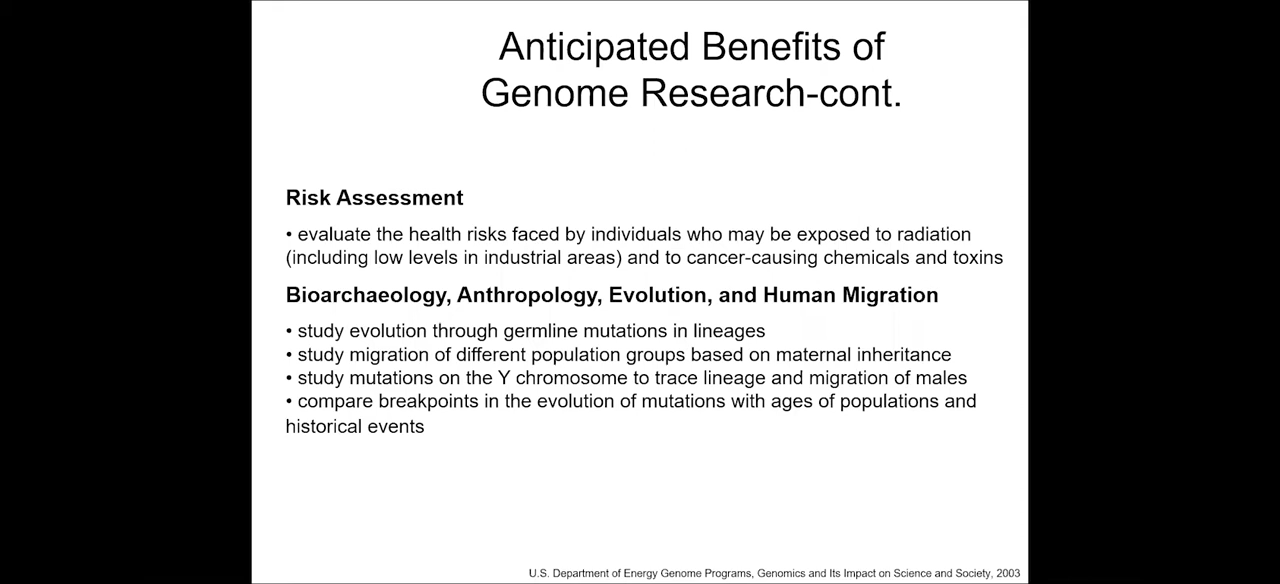 Anticipated Benefits of
Genome Research-cont.
Risk Assessment
• evaluate the health risks faced by individuals who may be exposed to radiation
(including low levels in industrial areas) and to cancer-causing chemicals and toxins
Bioarchaeology, Anthropology, Evolution, and Human Migration
• study evolution through germline mutations in lineages
• study migration of different population groups based on maternal inheritance
• study mutations on the Y chromosome to trace lineage and migration of males
• compare breakpoints in the evolution of mutations with ages of populations and
historical events
U.S. Department of Energy Genome Programs, Genomics and Its Impact on Science and Society, 2003